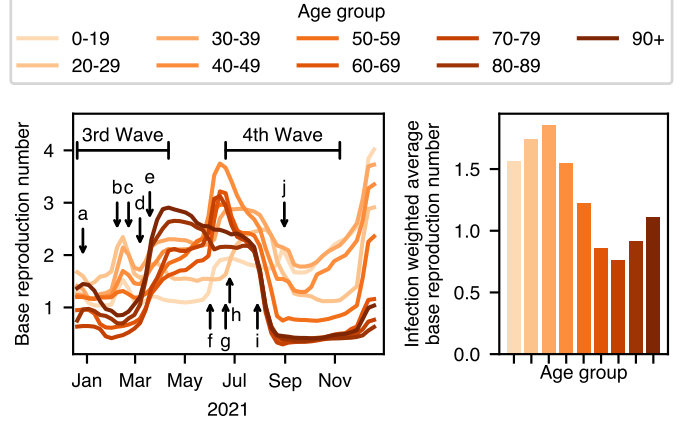 Age group
0-19 30-39 50-59 70-79 90+
20-29 40-49 60-69 80-89
Base reproduction number
4
3
2
1
3rd Wave 4th Wave
a b c d e j
f g h i
Jan Mar May Jul Sep Nov
2021
Infection weighted average
base reproduction number
1.5
1.0
0.5
0.0
Age group